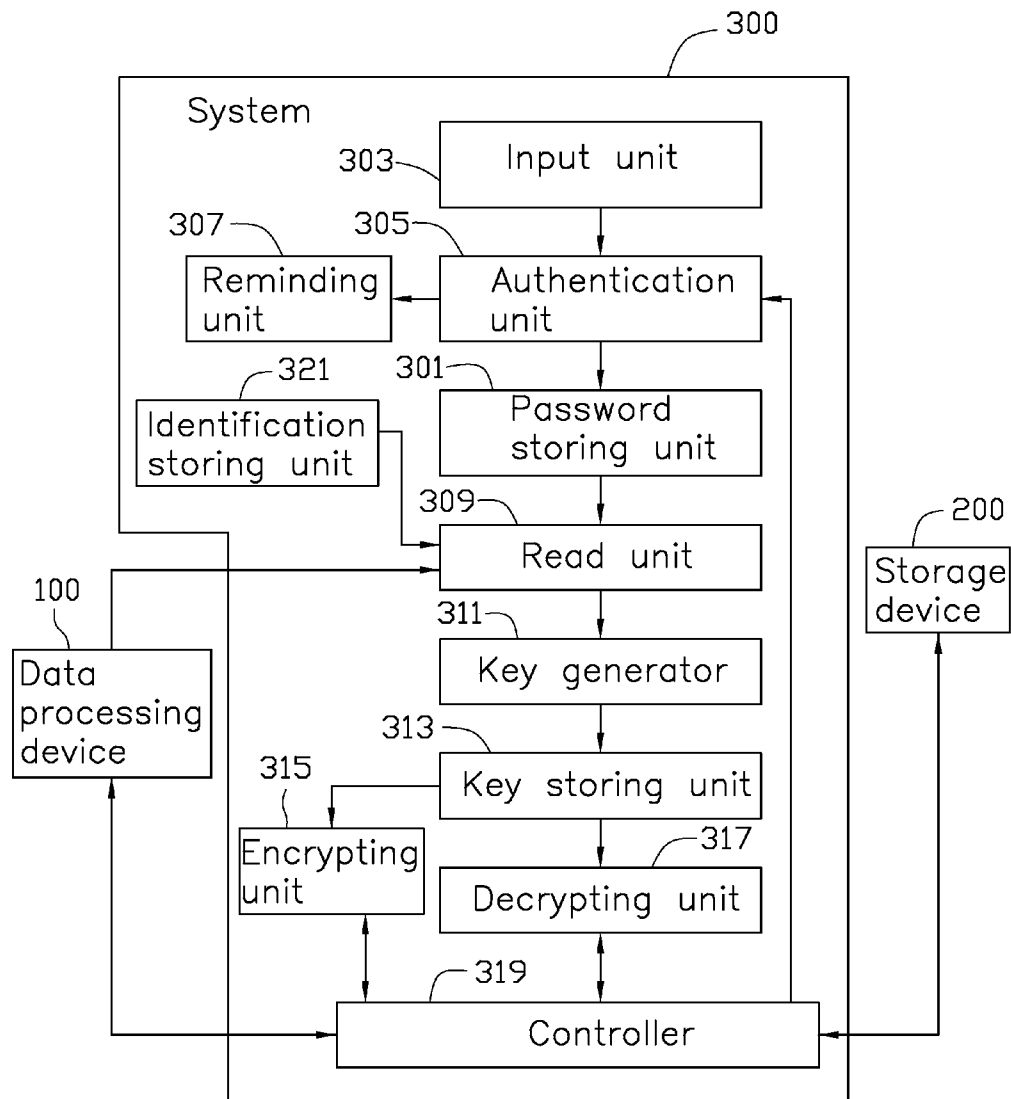 300
System
303
Input unit
307
305
Reminding
unit
Authentication
unit
321
301
Identification
storing unit
Password
storing unit
309
Read unit
200
Storage
device
100
Data
processing
device
311
Key generator
313
Key storing unit
315
Encrypting
unit
317
Decrypting unit
319
Controller